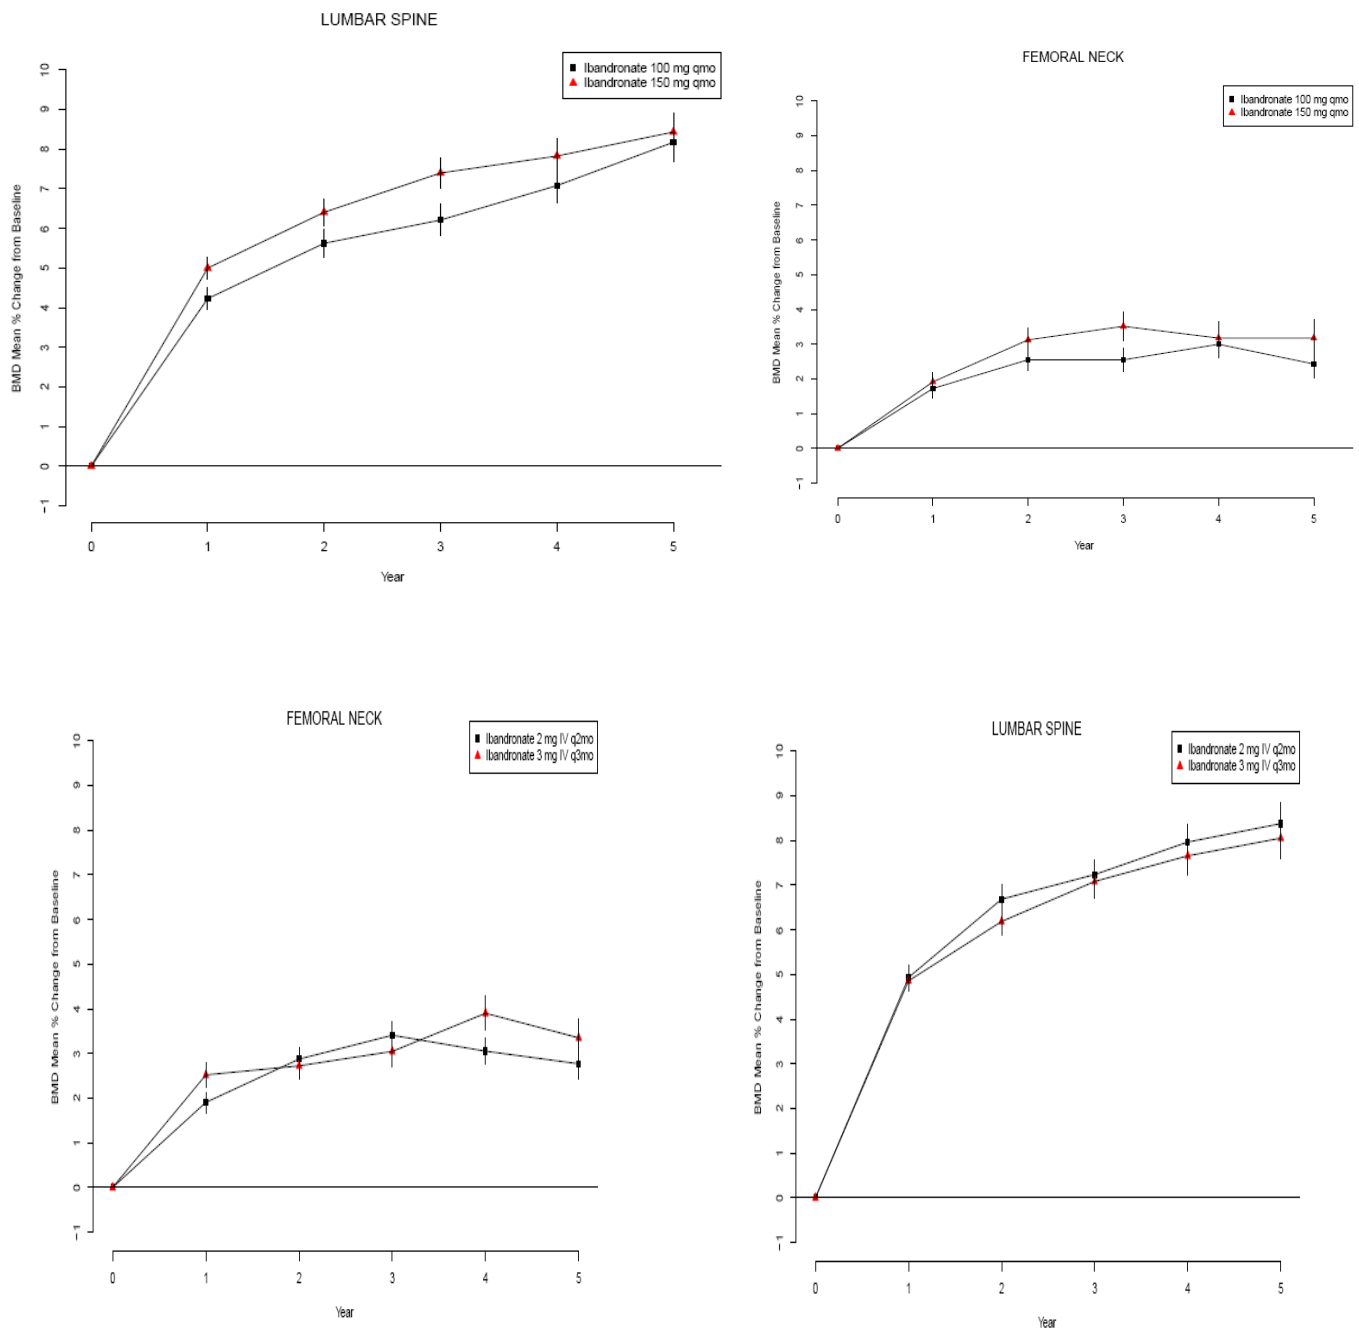 LUMBAR SPINE
Ibandronate 100 mg qmo
Ibandronate 150 mg qmo
BMD Mean % Change from Baseline
10
9
8
7
6
5
4
3
2
1
0
−1
0 1 2 3 4 5
Year
FEMORAL NECK
Ibandronate 100 mg qmo
Ibandronate 150 mg qmo
BMD Mean % Change from Baseline
10
9
8
7
6
5
4
3
2
1
0
−1
0 1 2 3 4 5
Year
FEMORAL NECK
Ibandronate 2 mg IV q2mo
Ibandronate 3 mg IV q3mo
BMD Mean % Change from Baseline
10
9
8
7
6
5
4
3
2
1
0
−1
0 1 2 3 4 5
Year
LUMBAR SPINE
Ibandronate 2 mg IV q2mo
Ibandronate 3 mg IV q3mo
BMD Mean % Change from Baseline
10
9
8
7
6
5
4
3
2
1
0
−1
0 1 2 3 4 5
Year